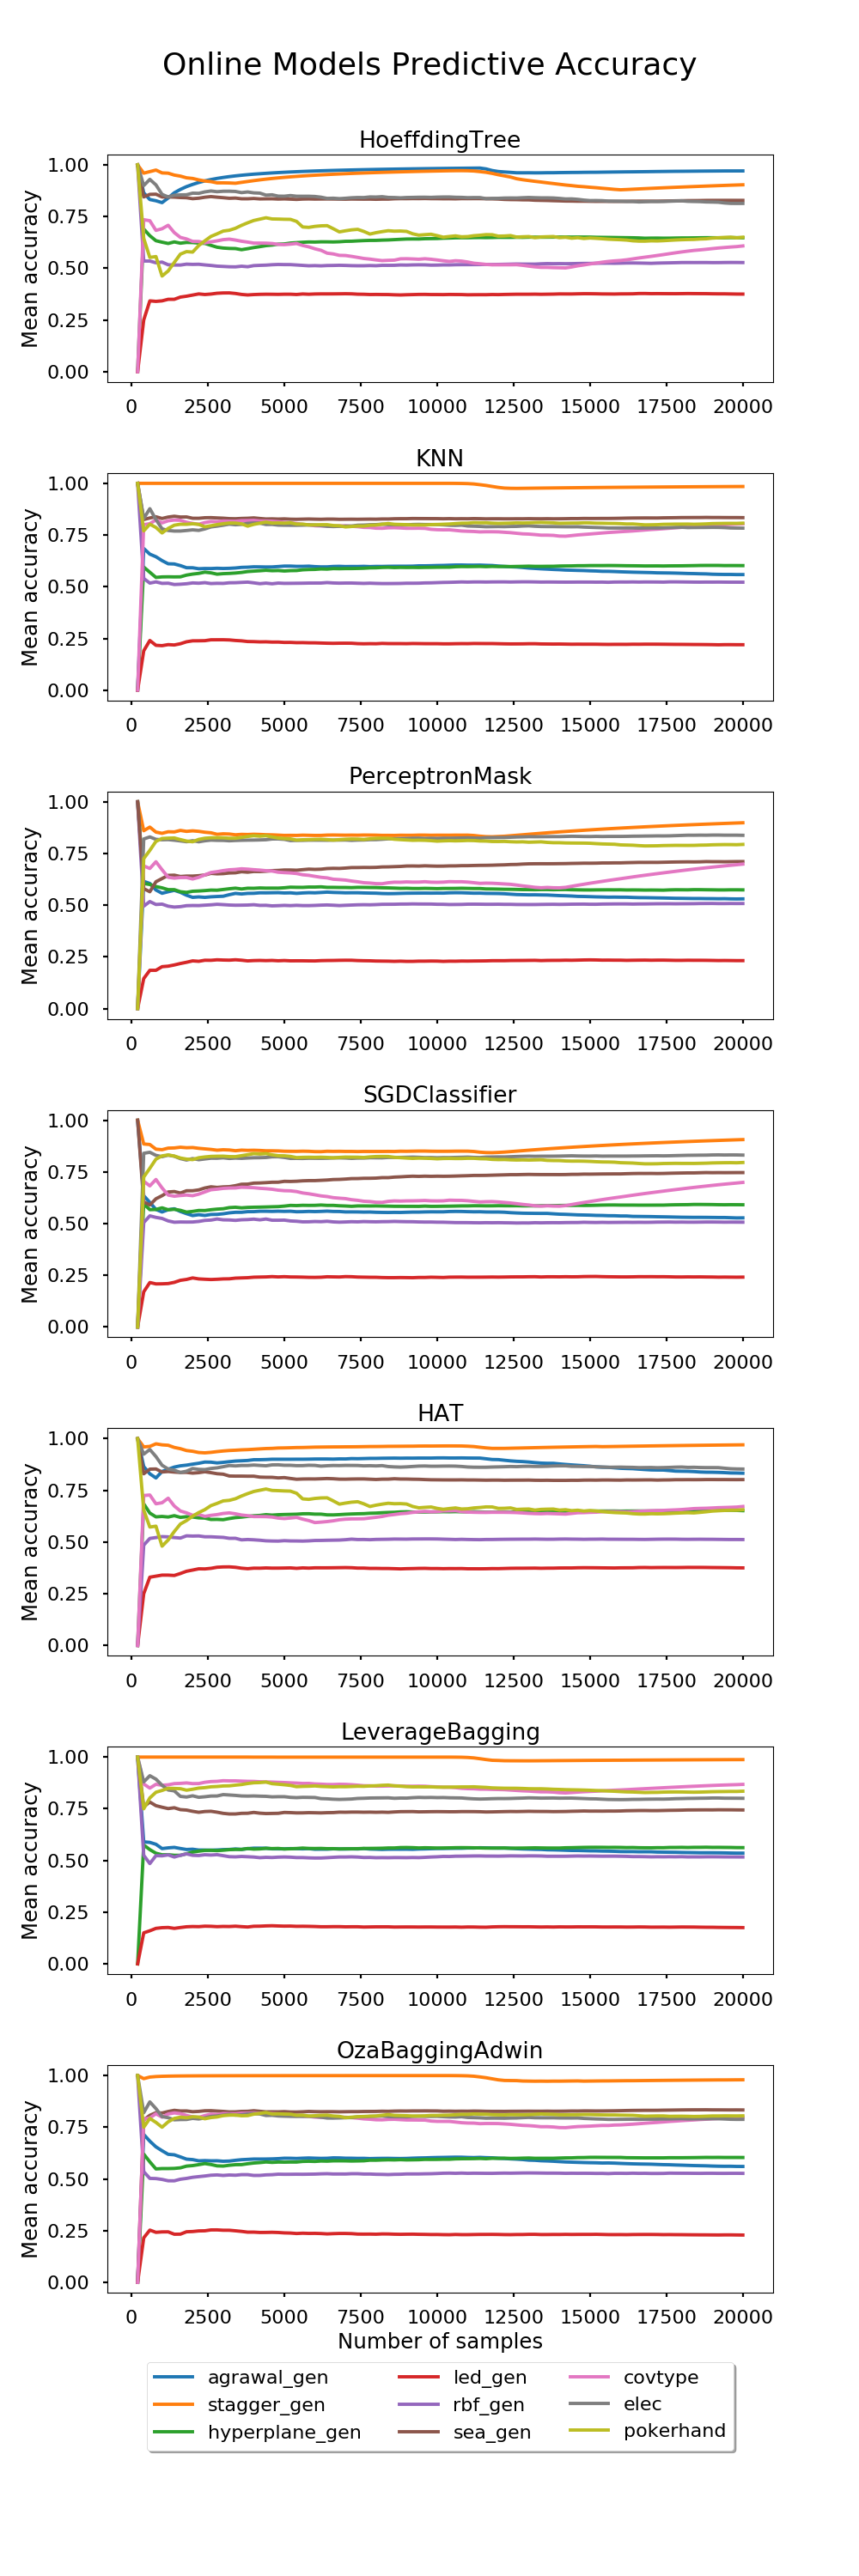 Online Models Predictive Accuracy
HoeffdingTree
Mean accuracy
1.00
0.75
0.50
0.25
0.00
0 2500 5000 7500 10000 12500 15000 17500 20000
KNN
Mean accuracy
1.00
0.75
0.50
0.25
0.00
0 2500 5000 7500 10000 12500 15000 17500 20000
PerceptronMask
Mean accuracy
1.00
0.75
0.50
0.25
0.00
0 2500 5000 7500 10000 12500 15000 17500 20000
SGDClassifier
Mean accuracy
1.00
0.75
0.50
0.25
0.00
0 2500 5000 7500 10000 12500 15000 17500 20000
HAT
Mean accuracy
1.00
0.75
0.50
0.25
0.00
0 2500 5000 7500 10000 12500 15000 17500 20000
LeverageBagging
Mean accuracy
1.00
0.75
0.50
0.25
0.00
0 2500 5000 7500 10000 12500 15000 17500 20000
OzaBaggingAdwin
Mean accuracy
1.00
0.75
0.50
0.25
0.00
0 2500 5000 7500 10000 12500 15000 17500 20000
Number of samples
agrawal_gen led_gen covtype
stagger_gen rbf_gen elec
hyperplane_gen sea_gen pokerhand